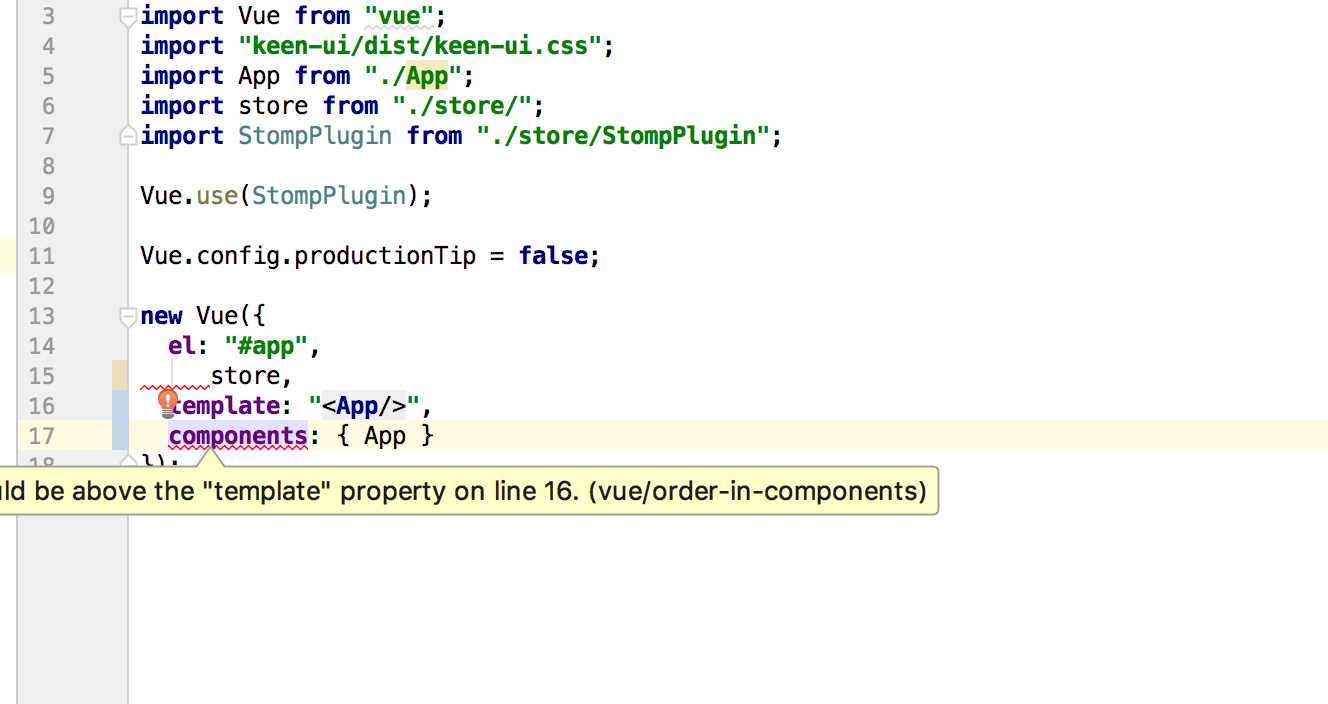 3 import Vue from "vue";
4 import "keen-ui/dist/keen-ui.css";
5 import App from "./App";
6 import store from "./store/";
7 import StompPlugin from "./store/StompPlugin";
8
9 Vue.use(StompPlugin);
10
11 Vue.config.productionTip = false;
12
13 new Vue({
14 el: "#app",
15 store,
16 template: "<App/>",
17 components: { App }
18 });
ld be above the "template" property on line 16. (vue/order-in-components)